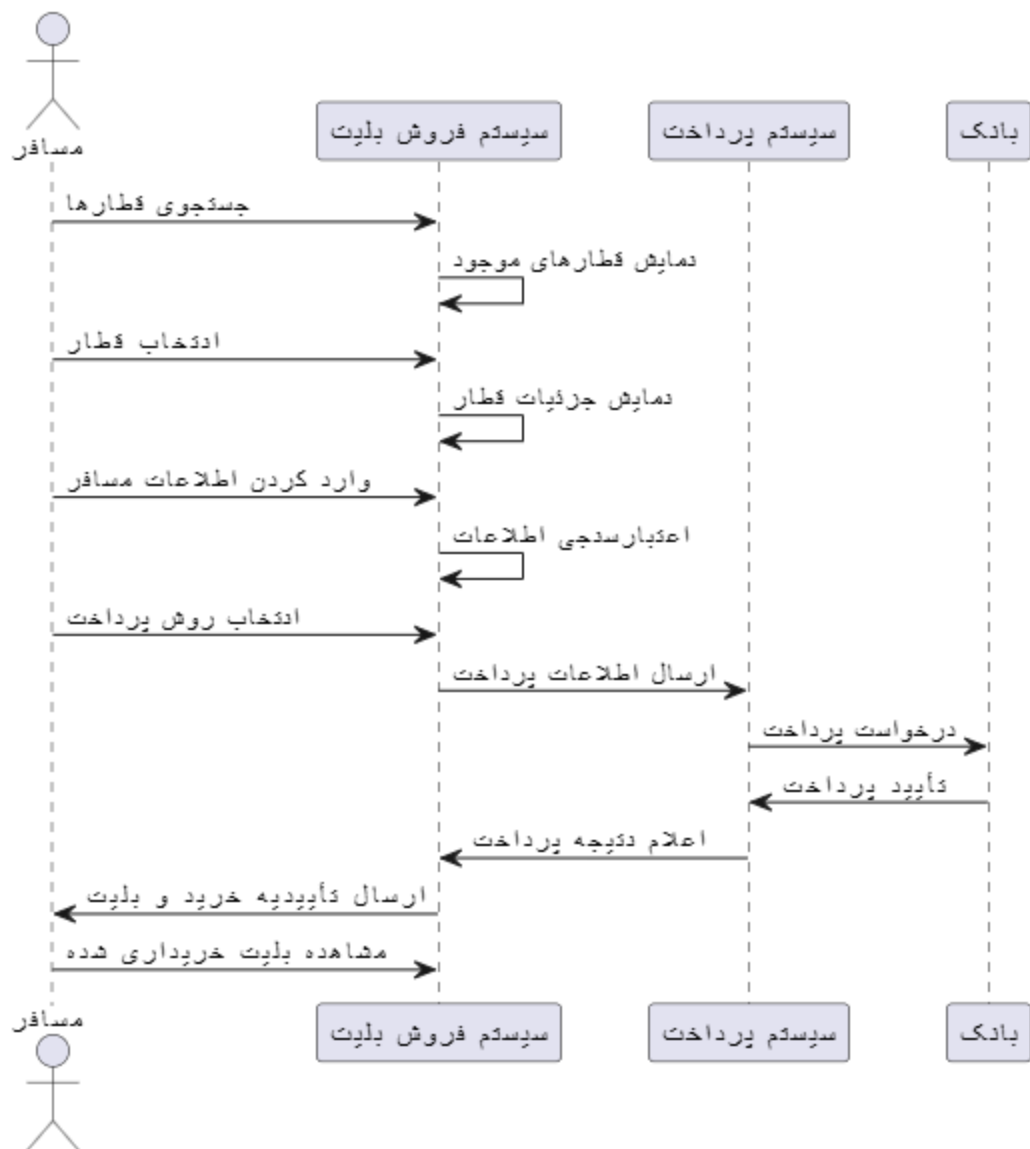 مسافر
سیستم فروش بلیت
سیستم پرداخت
بانک
جستجوی قطارها
نمایش قطارهای موجود
انتخاب قطار
نمایش جزئیات قطار
وارد کردن اطلاعات مسافر
اعتبارسنجی اطلاعات
انتخاب روش پرداخت
ارسال اطلاعات پرداخت
درخواست پرداخت
تأیید پرداخت
اعلام نتیجه پرداخت
ارسال تأییدیه خرید و بلیت
مشاهده بلیت خریداری شده
مسافر
سیستم فروش بلیت
سیستم پرداخت
بانک